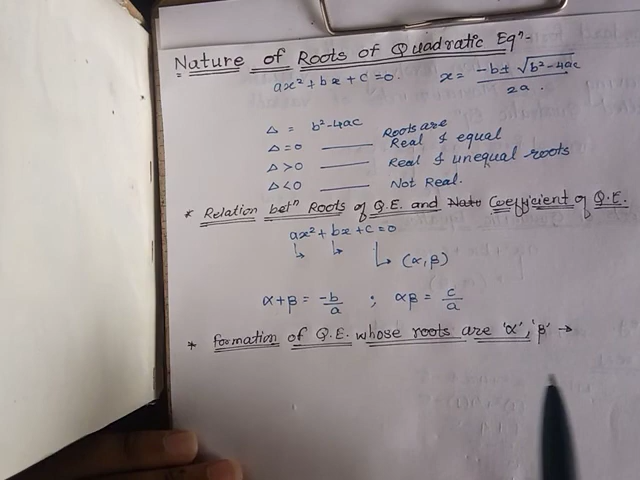 Nature of Roots of Quadratic Eqⁿ-
ax² + bx + c = 0. x = -b ± √b² - 4ac / 2a
Δ = b² - 4ac Roots are
Δ = 0 —— Real & equal
Δ > 0 —— Real & unequal roots
Δ < 0 —— Not Real.
* Relation betⁿ Roots of Q.E. and Coefficient of Q.E.
ax² + bx + c = 0
↳ ↳ ↳ (α, β)
α + β = -b/a ; αβ = c/a
* formation of Q.E. whose roots are 'α', 'β' →